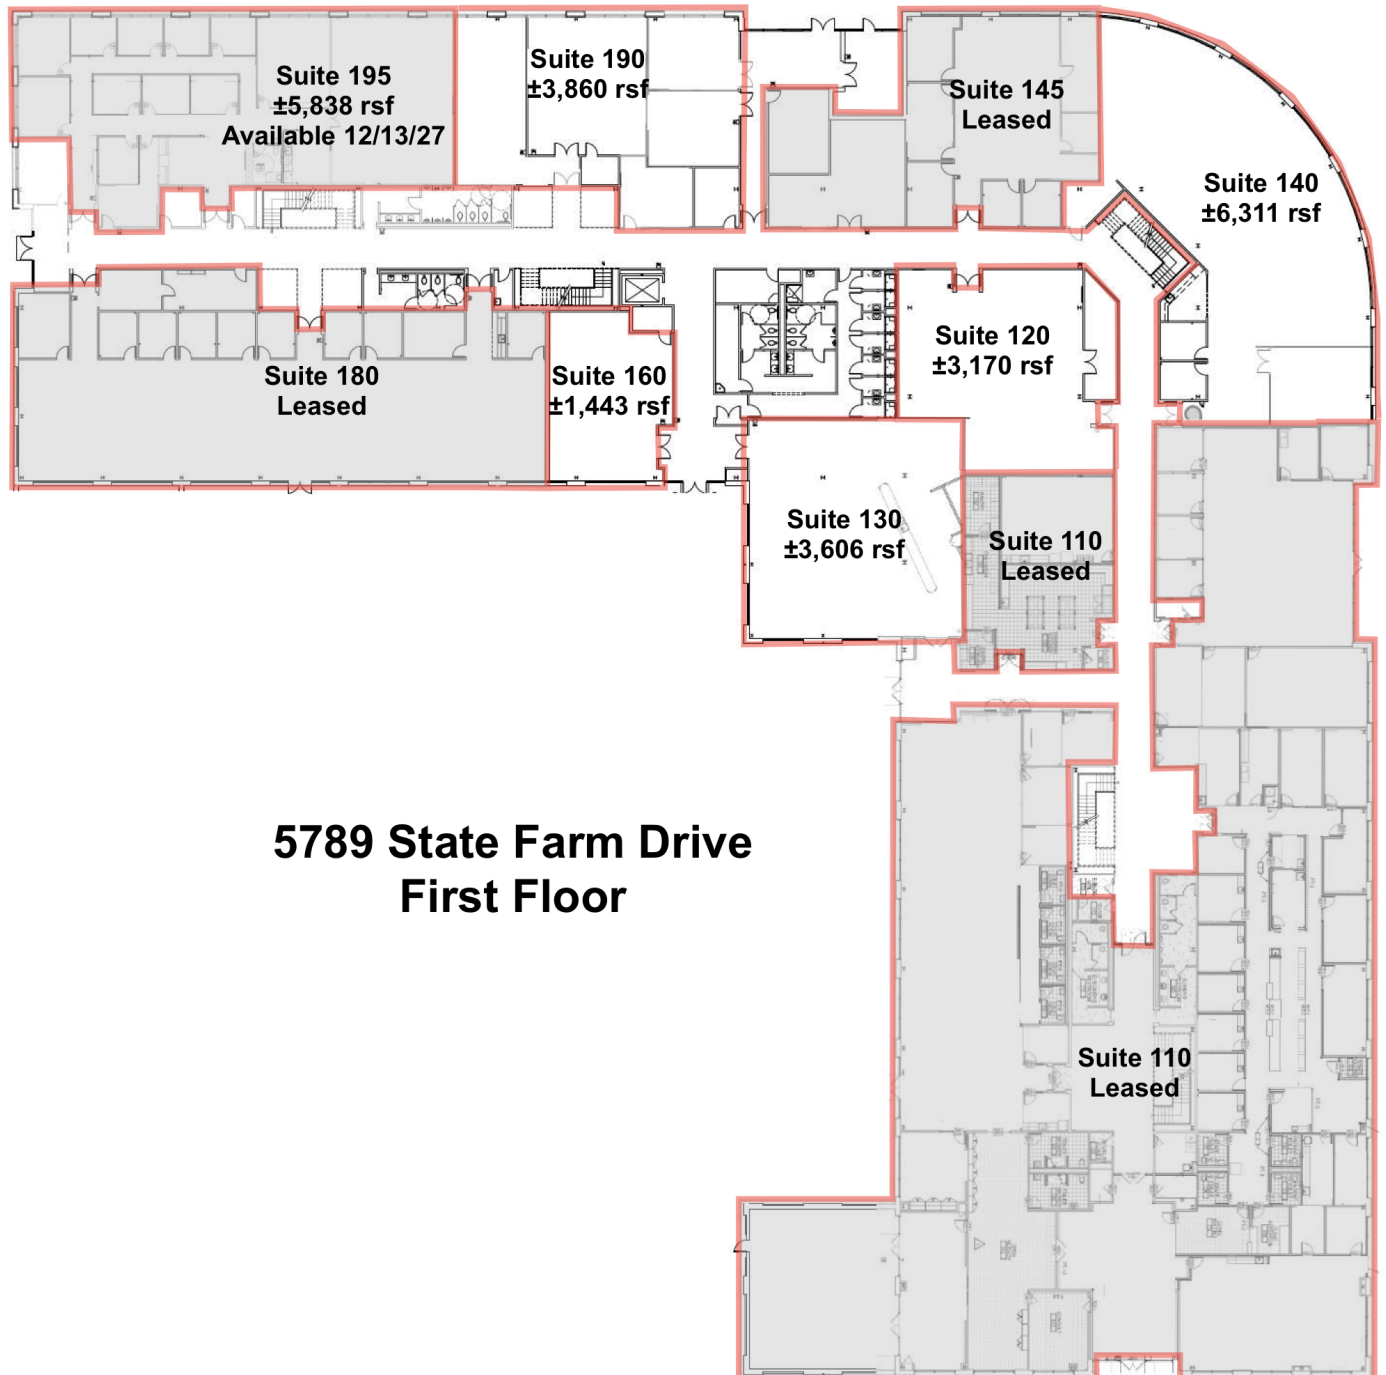 Suite 195
±5,838 rsf
Available 12/13/27
Suite 190
±3,860 rsf
Suite 145
Leased
Suite 140
±6,311 rsf
Suite 180
Leased
Suite 160
±1,443 rsf
Suite 120
±3,170 rsf
Suite 130
±3,606 rsf
Suite 110
Leased
5789 State Farm Drive
First Floor
Suite 110
Leased